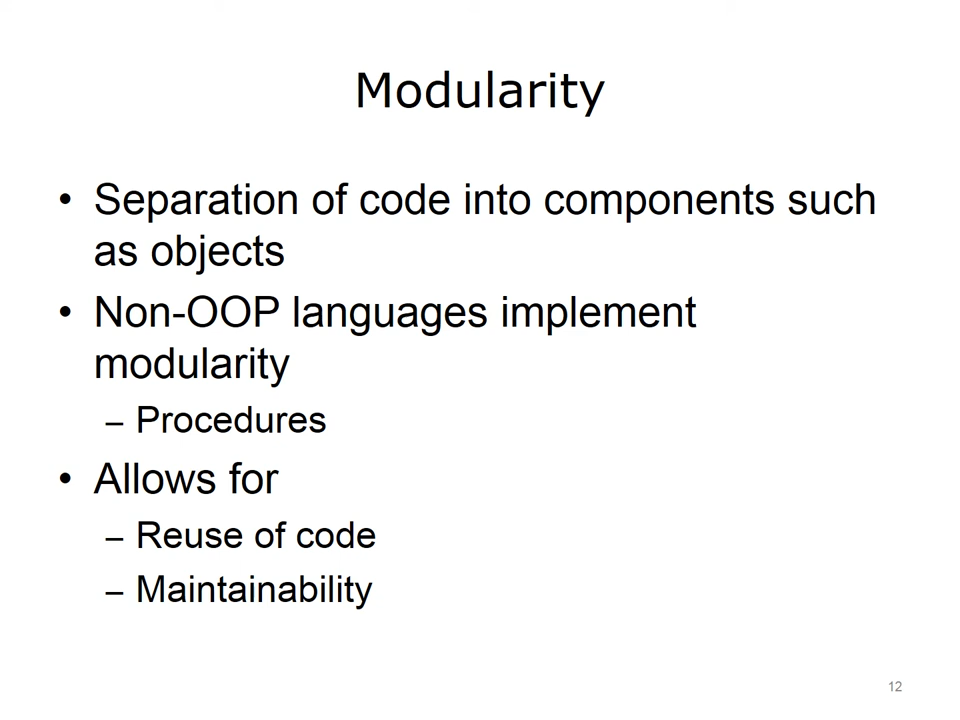 Modularity
• Separation of code into components such
as objects
• Non-OOP languages implement
modularity
– Procedures
• Allows for
– Reuse of code
– Maintainability
12